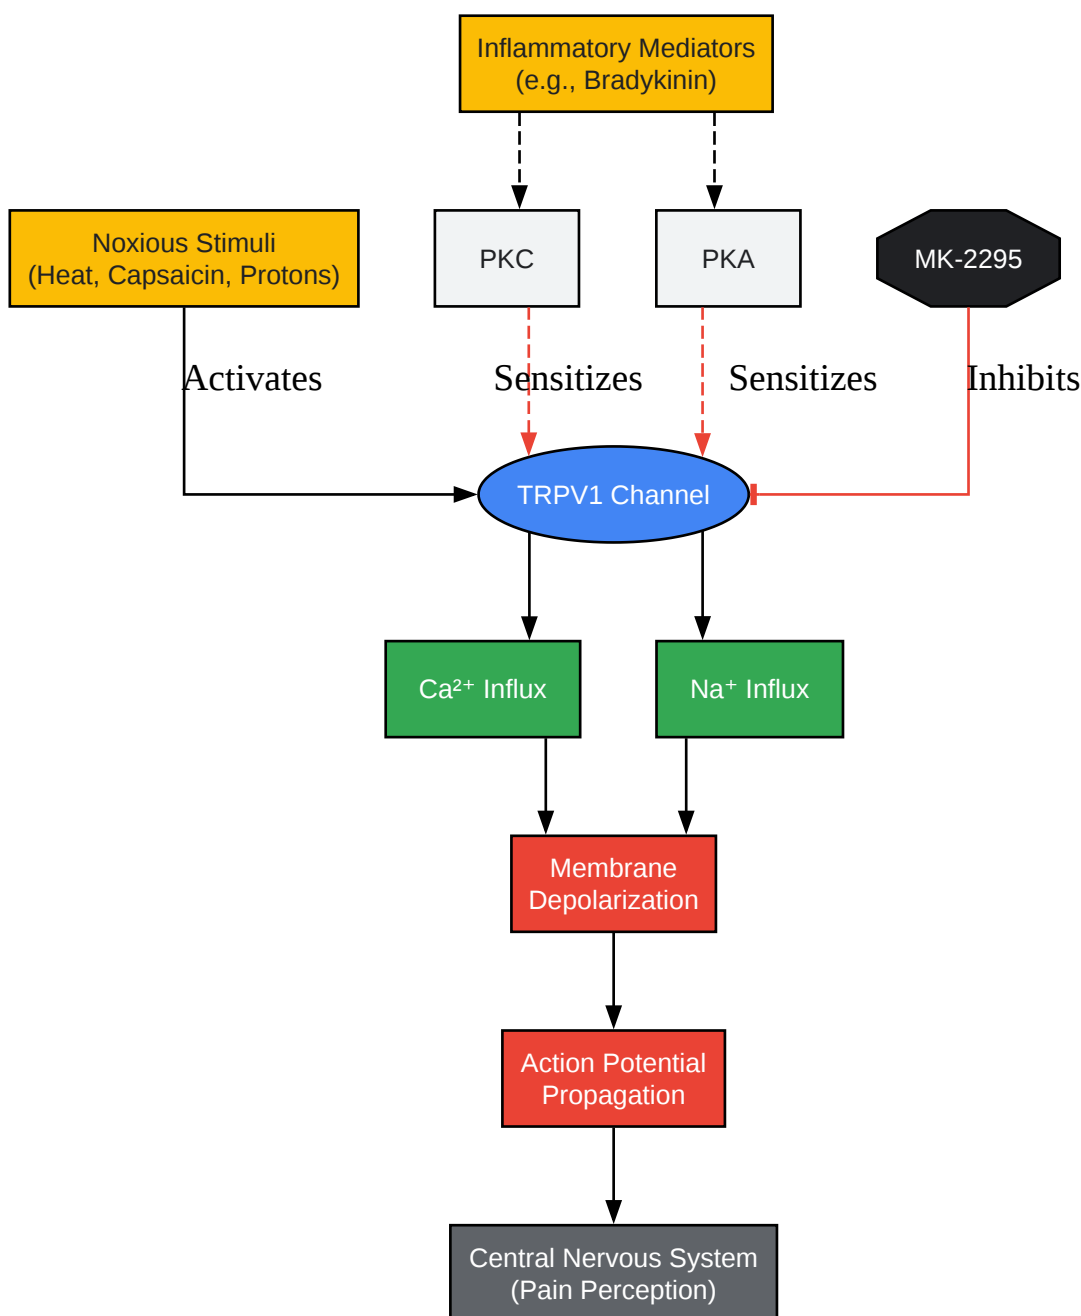 Inflammatory Mediators
(e.g., Bradykinin)
Noxious Stimuli
(Heat, Capsaicin, Protons)
PKC
PKA
MK-2295
Activates
Sensitizes
Sensitizes
Inhibits
TRPV1 Channel
Ca²⁺ Influx
Na⁺ Influx
Membrane
Depolarization
Action Potential
Propagation
Central Nervous System
(Pain Perception)